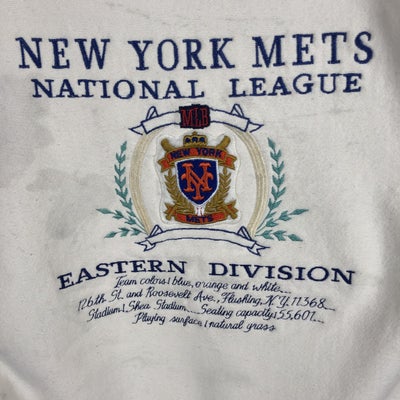 NEW YORK METS
NATIONAL LEAGUE
MLB
NEW YORK
NY
METS
EASTERN DIVISION
Team colors: blue, orange and white...
126th St. and Roosevelt Ave., Flushing, N.Y. 11368
Stadium: Shea Stadium... Seating capacity: 55,601...
Playing surface: natural grass